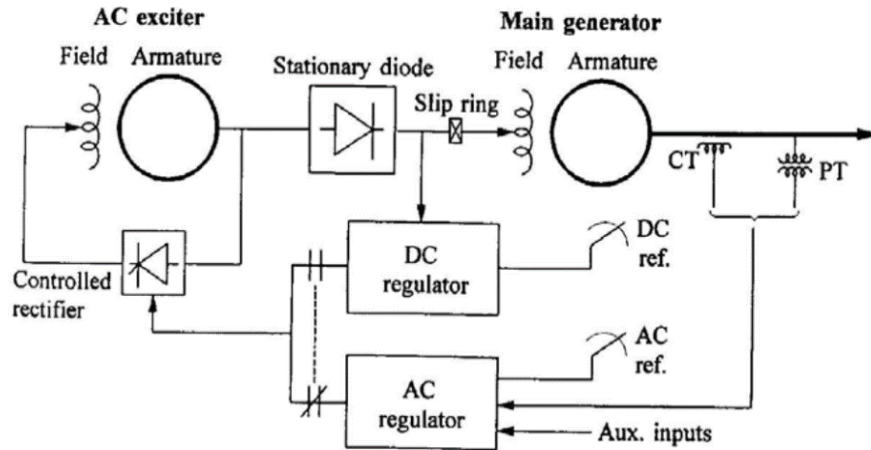 AC exciter
Main generator
Field Armature
Stationary diode
Field Armature
Slip ring
CT
PT
DC
regulator
DC
ref.
Controlled
rectifier
AC
regulator
AC
ref.
Aux. inputs